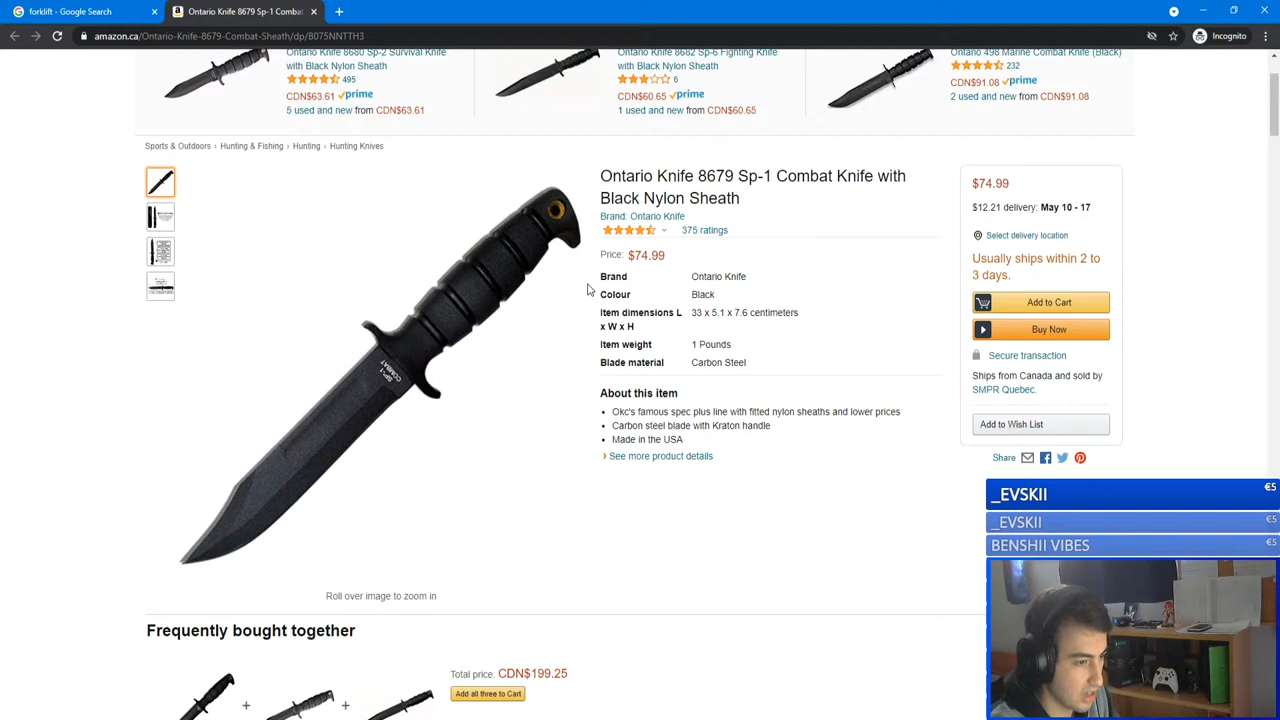 forklift - Google Search
Ontario Knife 8679 Sp-1 Combat
amazon.ca/Ontario-Knife-8679-Combat-Sheath/dp/B075NNTTH3
Incognito
Ontario Knife 8680 Sp-2 Survival Knife
with Black Nylon Sheath
495
CDN$63.61 prime
5 used and new from CDN$63.61
Ontario Knife 8682 SP-6 Fighting Knife
with Black Nylon Sheath
6
CDN$60.65 prime
1 used and new from CDN$60.65
Ontario 498 Marine Combat Knife (Black)
232
CDN$91.08 prime
2 used and new from CDN$91.08
Sports & Outdoors › Hunting & Fishing › Hunting › Hunting Knives
SP-1
COMBAT
Roll over image to zoom in
Ontario Knife 8679 Sp-1 Combat Knife with
Black Nylon Sheath
Brand: Ontario Knife
375 ratings
Price: $74.99
Brand Ontario Knife
Colour Black
Item dimensions L 33 x 5.1 x 7.6 centimeters
x W x H
Item weight 1 Pounds
Blade material Carbon Steel
About this item
• Okc's famous spec plus line with fitted nylon sheaths and lower prices
• Carbon steel blade with Kraton handle
• Made in the USA
› See more product details
$74.99
$12.21 delivery: May 10 - 17
Select delivery location
Usually ships within 2 to
3 days.
Add to Cart
Buy Now
Secure transaction
Ships from Canada and sold by
SMPR Quebec.
Add to Wish List
Share
_EVSKII €5
_EVSKII €5
BENSHII VIBES €5
Frequently bought together
+
+
Total price: CDN$199.25
Add all three to Cart